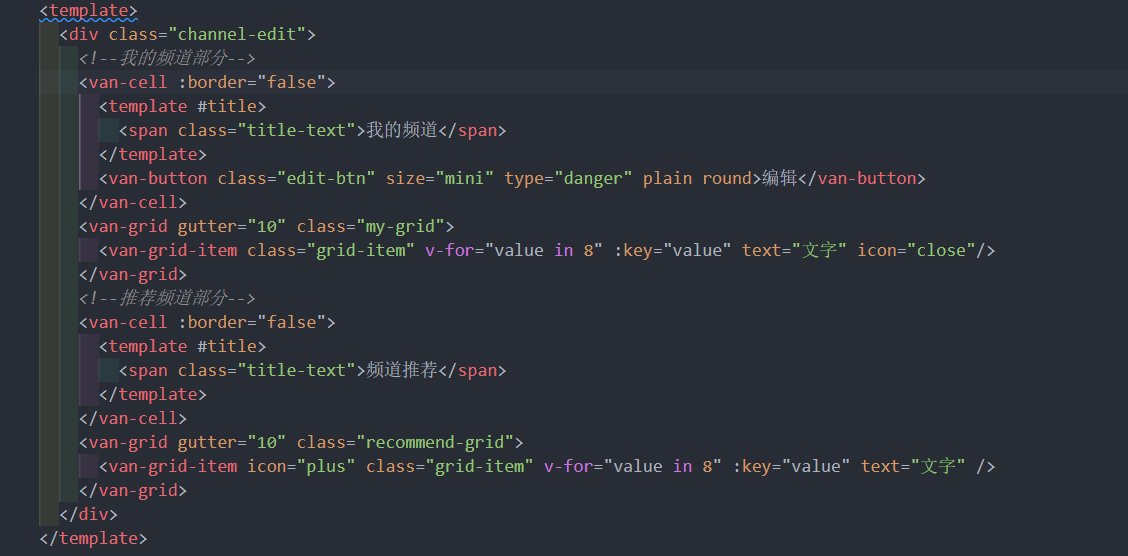 <template>
<div class="channel-edit">
<!--我的频道部分-->
<van-cell :border="false">
<template #title>
<span class="title-text">我的频道</span>
</template>
<van-button class="edit-btn" size="mini" type="danger" plain round>编辑</van-button>
</van-cell>
<van-grid gutter="10" class="my-grid">
<van-grid-item class="grid-item" v-for="value in 8" :key="value" text="文字" icon="close"/>
</van-grid>
<!--推荐频道部分-->
<van-cell :border="false">
<template #title>
<span class="title-text">频道推荐</span>
</template>
</van-cell>
<van-grid gutter="10" class="recommend-grid">
<van-grid-item icon="plus" class="grid-item" v-for="value in 8" :key="value" text="文字" />
</van-grid>
</div>
</template>